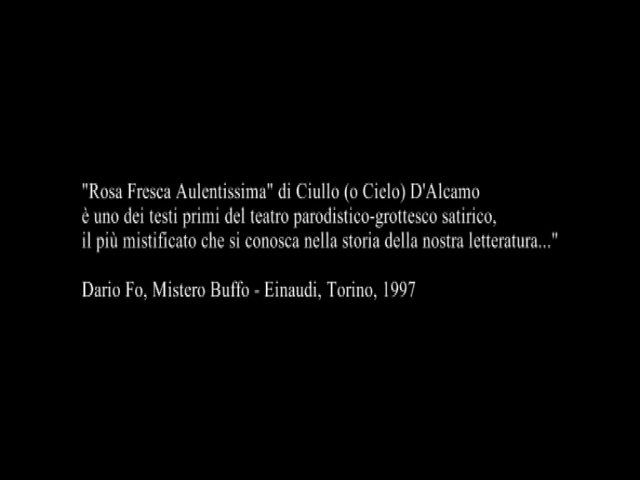 "Rosa Fresca Aulentissima" di Ciullo (o Cielo) D'Alcamo
è uno dei testi primi del teatro parodistico-grottesco satirico,
il più mistificato che si conosca nella storia della nostra letteratura..."
Dario Fo, Mistero Buffo - Einaudi, Torino, 1997